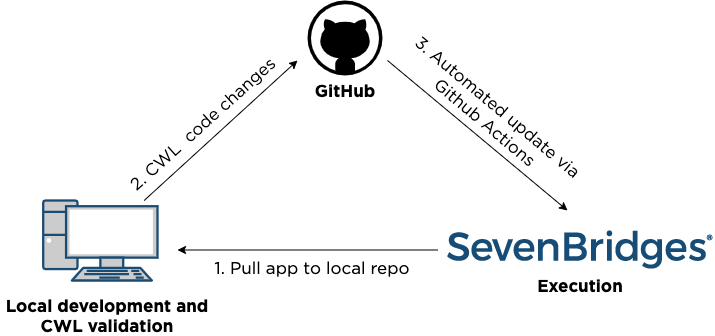 GitHub
3. Automated update via
Github Actions
2. CWL code changes
SevenBridges®
Execution
1. Pull app to local repo
Local development and
CWL validation